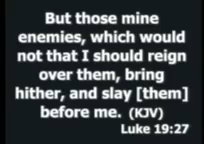 But those mine
enemies, which would
not that I should reign
over them, bring
hither, and slay [them]
before me. (KJV)
Luke 19:27